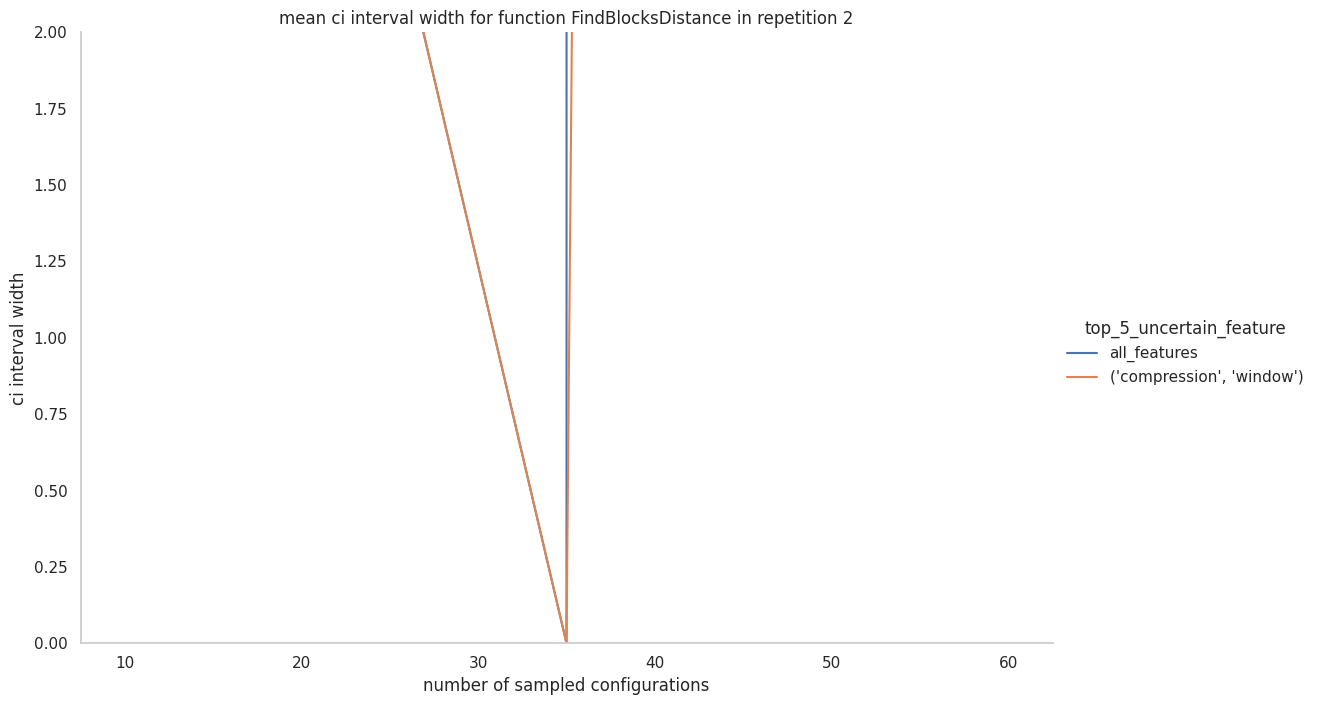 mean ci interval width for function FindBlocksDistance in repetition 2
2.00
1.75
1.50
1.25
1.00
0.75
0.50
0.25
0.00
ci interval width
10
20
30
40
50
60
number of sampled configurations
top_5_uncertain_feature
all_features
('compression', 'window')